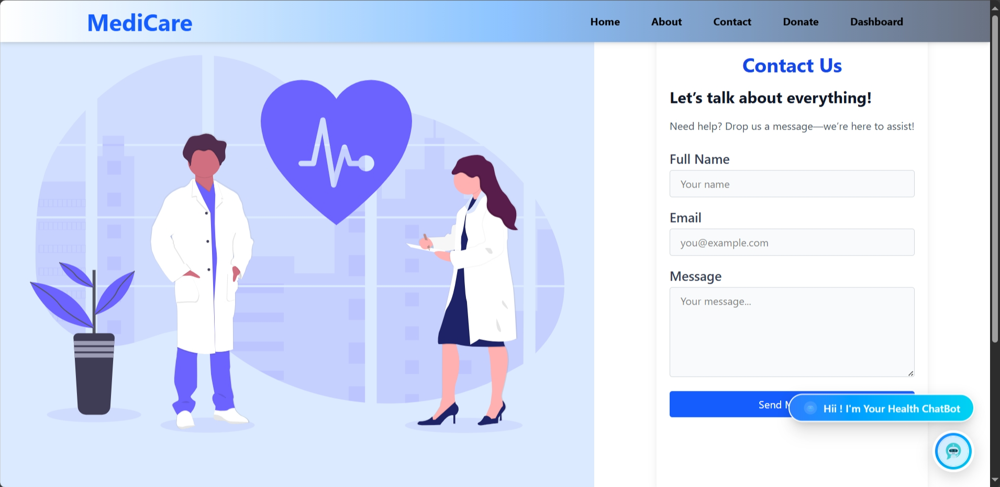 MediCare
Home About Contact Donate Dashboard
Contact Us
Let’s talk about everything!
Need help? Drop us a message—we’re here to assist!
Full Name
Your name
Email
you@example.com
Message
Your message...
Send
Hii ! I'm Your Health ChatBot